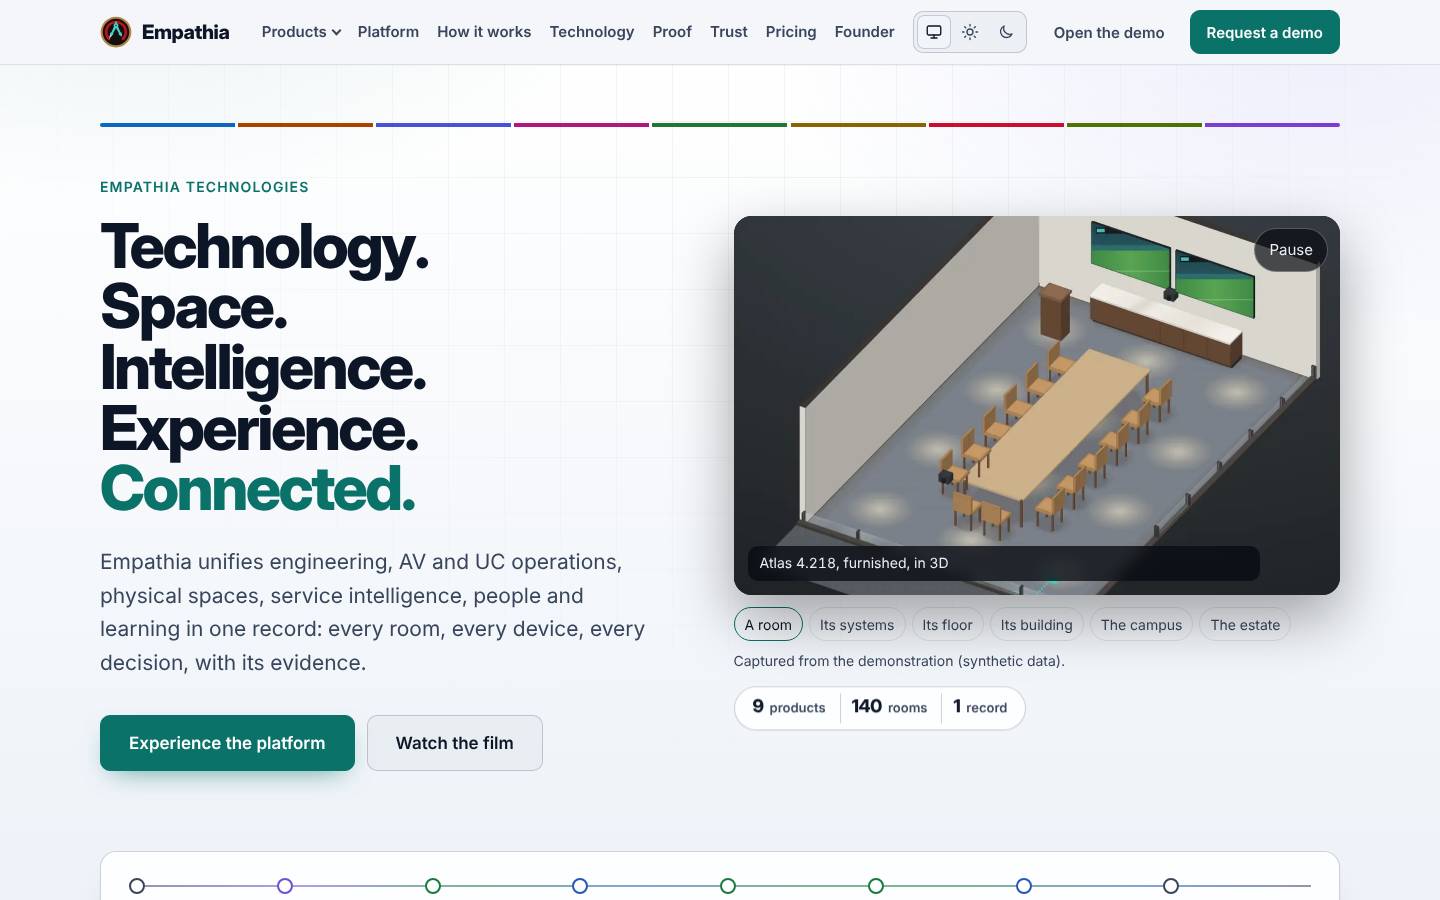 Empathia
Products
Platform
How it works
Technology
Proof
Trust
Pricing
Founder
Open the demo
Request a demo
EMPATHIA TECHNOLOGIES
Technology.
Space.
Intelligence.
Experience.
Connected.
Empathia unifies engineering, AV and UC operations,
physical spaces, service intelligence, people and
learning in one record: every room, every device, every
decision, with its evidence.
Experience the platform
Watch the film
Pause
Atlas 4.218, furnished, in 3D
A room
Its systems
Its floor
Its building
The campus
The estate
Captured from the demonstration (synthetic data).
9 products
140 rooms
1 record